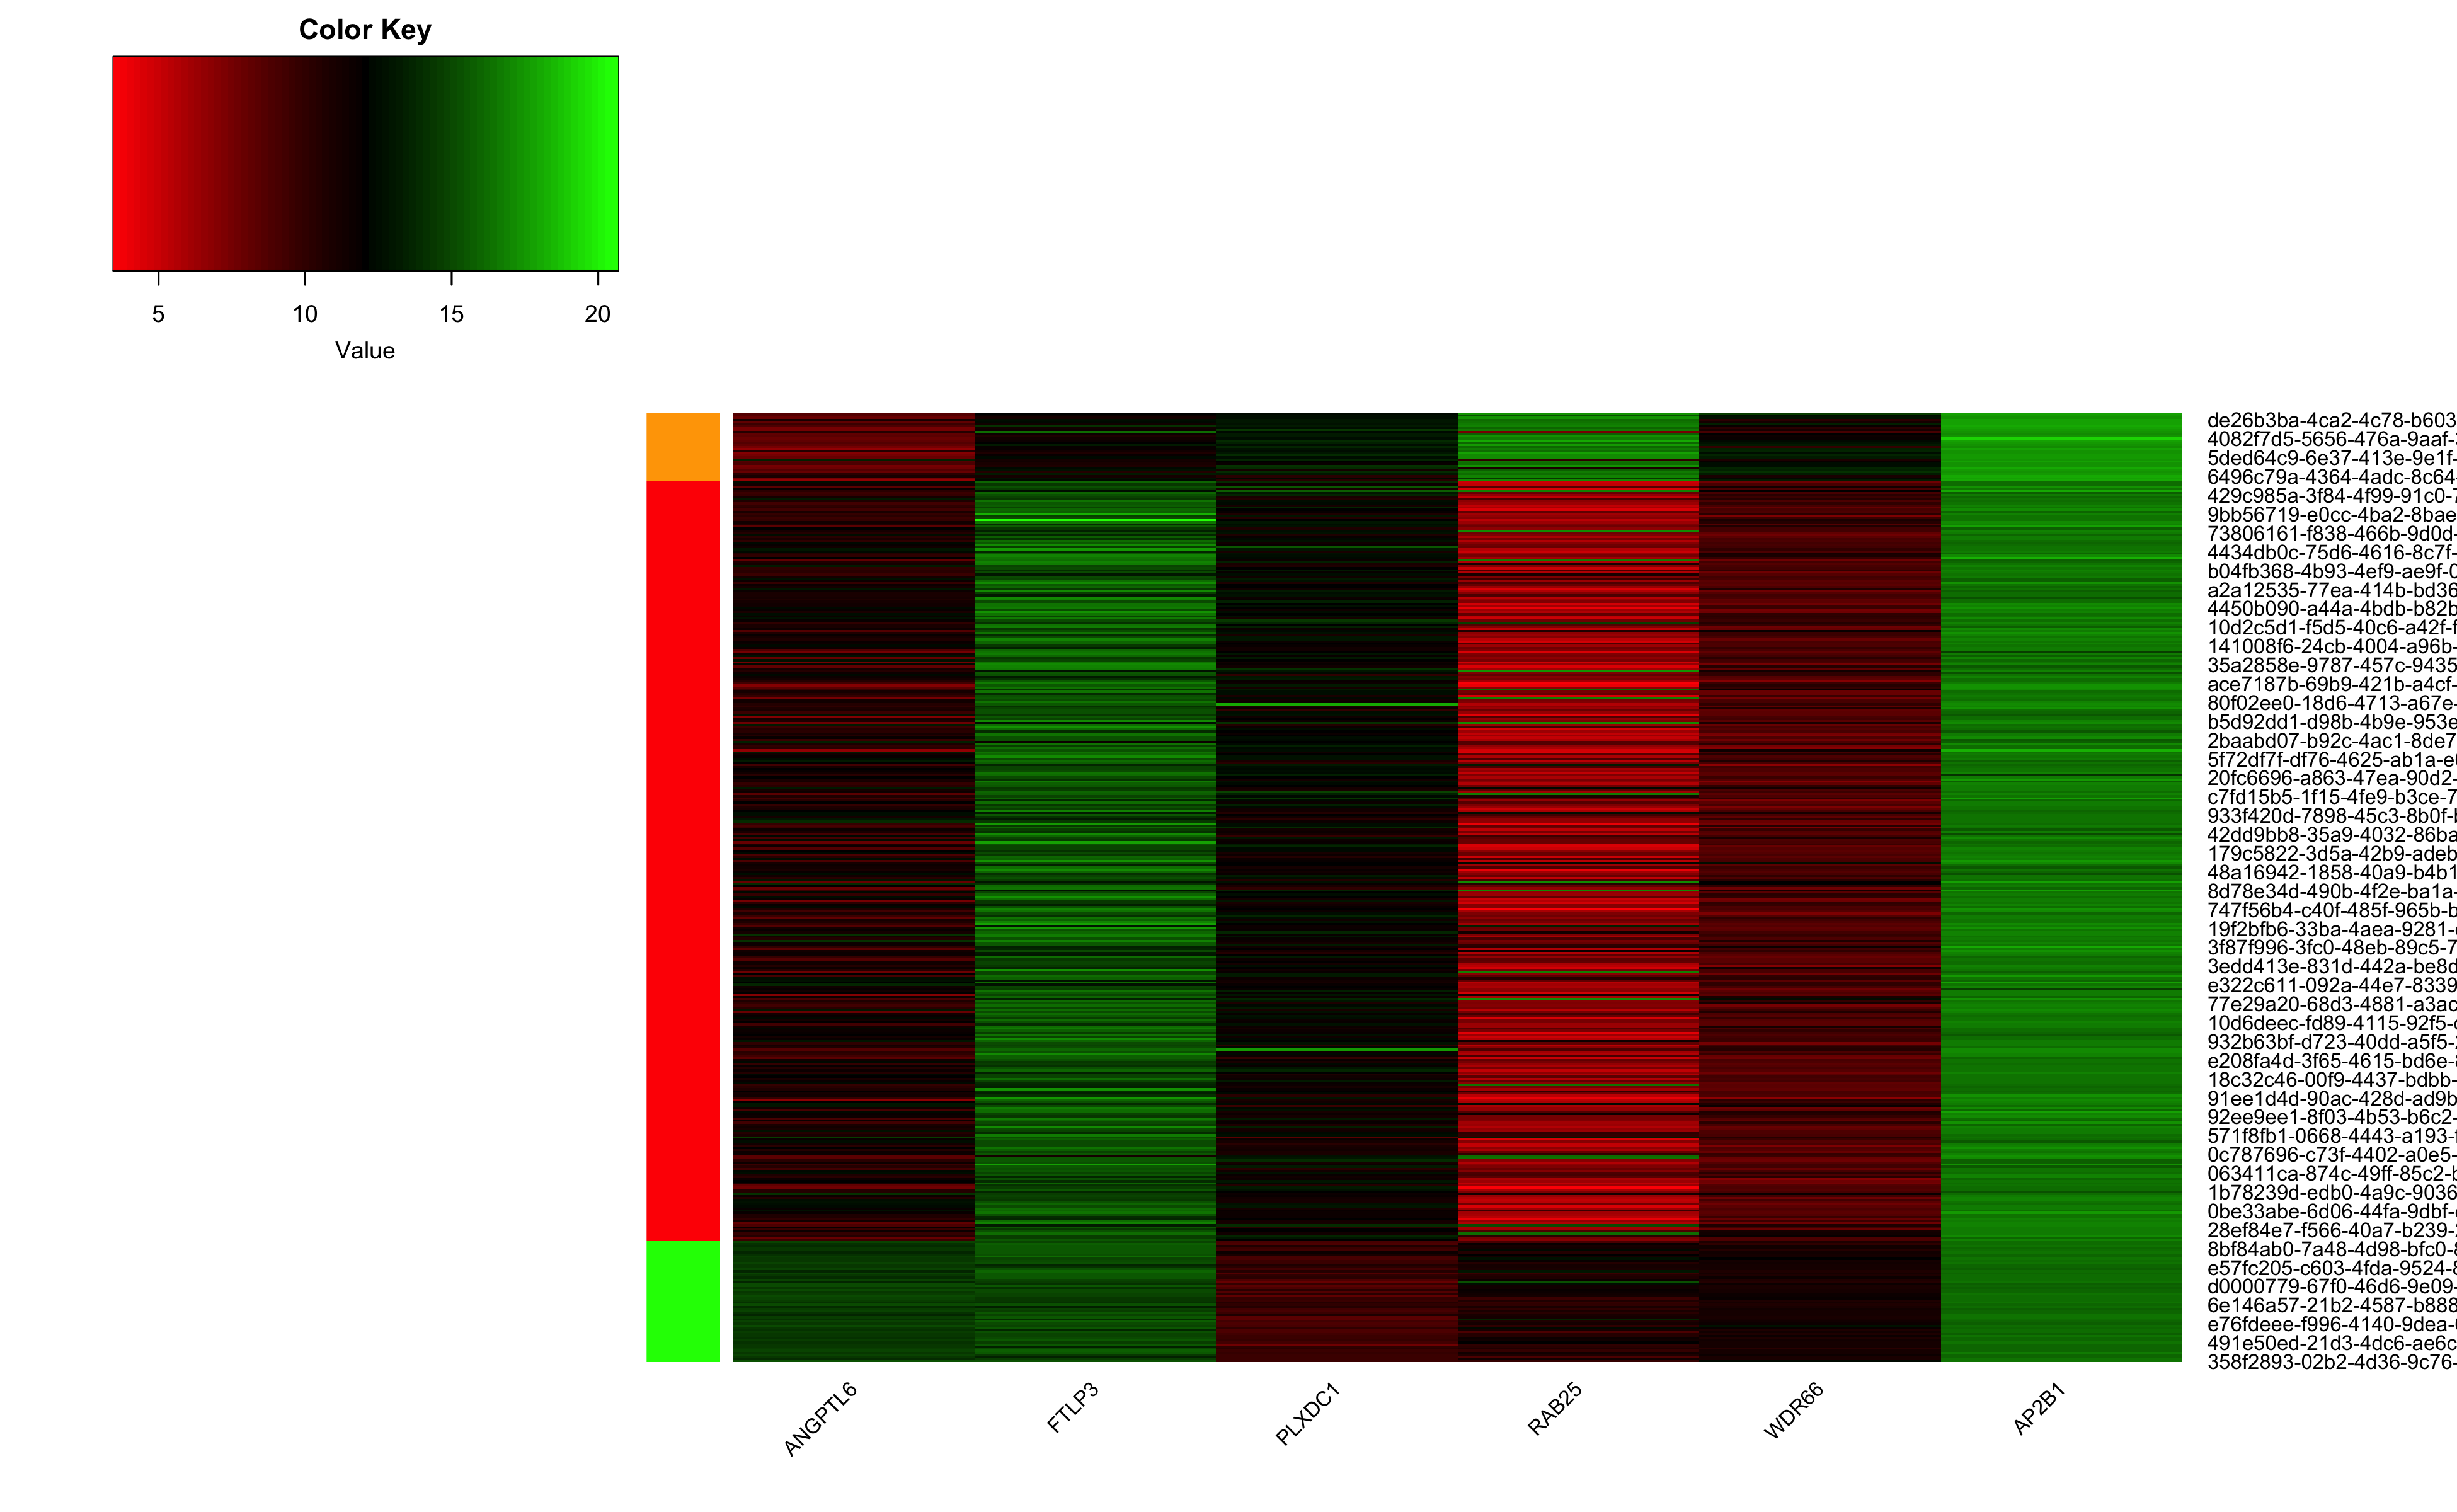 Color Key
5 10 15 20
Value
de26b3ba-4ca2-4c78-b603
4082f7d5-5656-476a-9aaf-
5ded64c9-6e37-413e-9e1f-
6496c79a-4364-4adc-8c64-
429c985a-3f84-4f99-91c0-7
9bb56719-e0cc-4ba2-8bae
73806161-f838-466b-9d0d-
4434db0c-75d6-4616-8c7f-
b04fb368-4b93-4ef9-ae9f-0
a2a12535-77ea-414b-bd36
4450b090-a44a-4bdb-b82b
10d2c5d1-f5d5-40c6-a42f-f
141008f6-24cb-4004-a96b-
35a2858e-9787-457c-9435
ace7187b-69b9-421b-a4cf-
80f02ee0-18d6-4713-a67e-
b5d92dd1-d98b-4b9e-953e
2baabd07-b92c-4ac1-8de7
5f72df7f-df76-4625-ab1a-e
20fc6696-a863-47ea-90d2-
c7fd15b5-1f15-4fe9-b3ce-7
933f420d-7898-45c3-8b0f-
42dd9bb8-35a9-4032-86ba
179c5822-3d5a-42b9-adeb
48a16942-1858-40a9-b4b1
8d78e34d-490b-4f2e-ba1a-
747f56b4-c40f-485f-965b-b
19f2bfb6-33ba-4aea-9281-
3f87f996-3fc0-48eb-89c5-7
3edd413e-831d-442a-be8d
e322c611-092a-44e7-8339
77e29a20-68d3-4881-a3ac
10d6deec-fd89-4115-92f5-
932b63bf-d723-40dd-a5f5-
e208fa4d-3f65-4615-bd6e-
18c32c46-00f9-4437-bdbb-
91ee1d4d-90ac-428d-ad9b
92ee9ee1-8f03-4b53-b6c2-
571f8fb1-0668-4443-a193-f
0c787696-c73f-4402-a0e5-
063411ca-874c-49ff-85c2-b
1b78239d-edb0-4a9c-9036
0be33abe-6d06-44fa-9dbf-
28ef84e7-f566-40a7-b239-
8bf84ab0-7a48-4d98-bfc0-8
e57fc205-c603-4fda-9524-8
d0000779-67f0-46d6-9e09-
6e146a57-21b2-4587-b888
e76fdeee-f996-4140-9dea-
491e50ed-21d3-4dc6-ae6c
358f2893-02b2-4d36-9c76-
ANGPTL6 FTLP3 PLXDC1 RAB25 WDR66 AP2B1